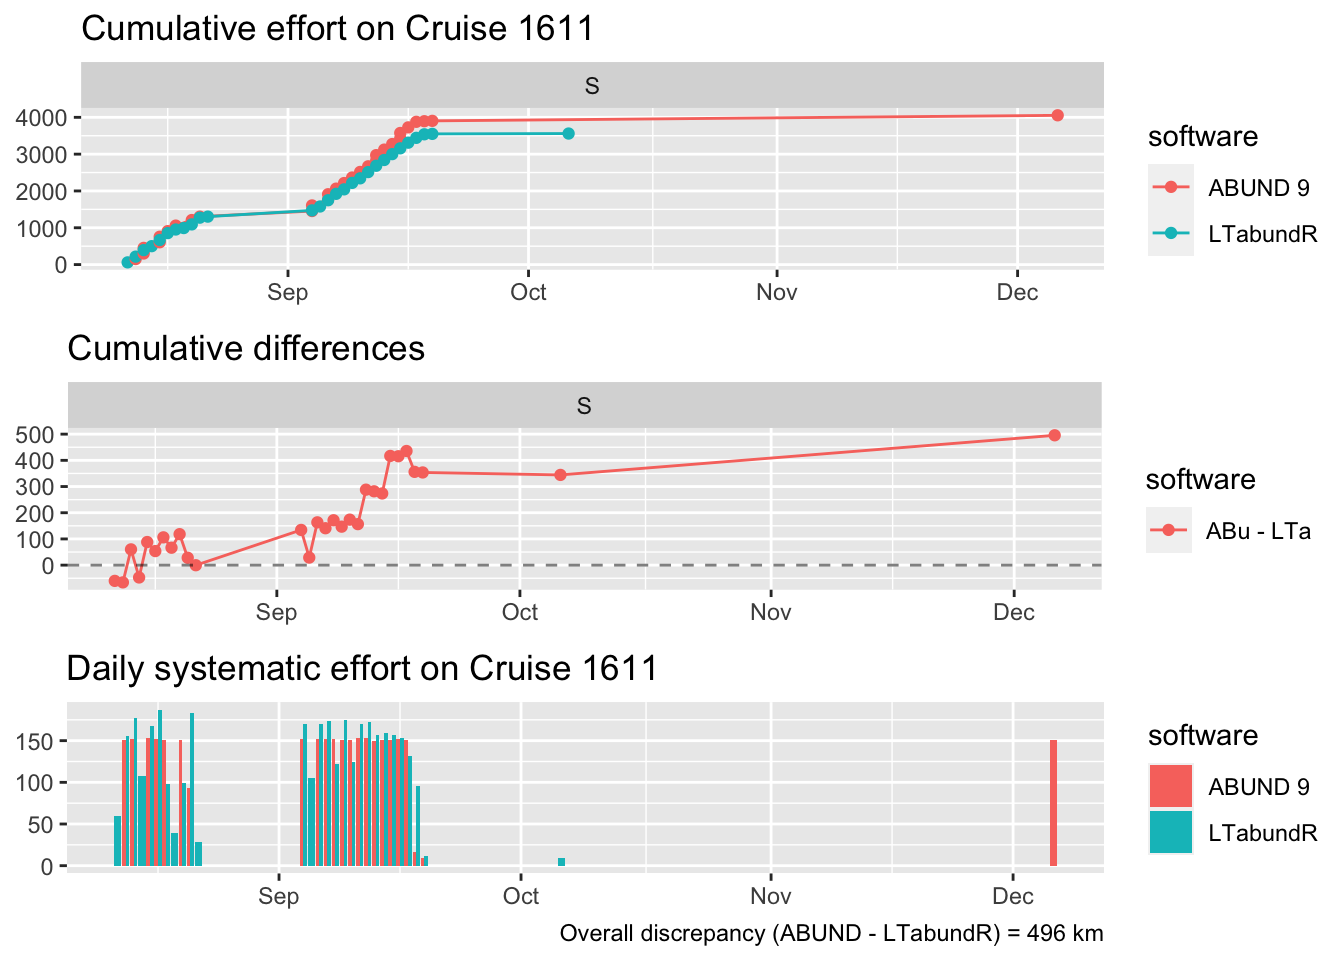 Cumulative effort on Cruise 1611
S
4000
3000
2000
1000
0
Sep Oct Nov Dec
software
ABUND 9
LTabundR
Cumulative differences
S
500
400
300
200
100
0
Sep Oct Nov Dec
software
ABu - LTa
Daily systematic effort on Cruise 1611
150
100
50
0
Sep Oct Nov Dec
software
ABUND 9
LTabundR
Overall discrepancy (ABUND - LTabundR) = 496 km